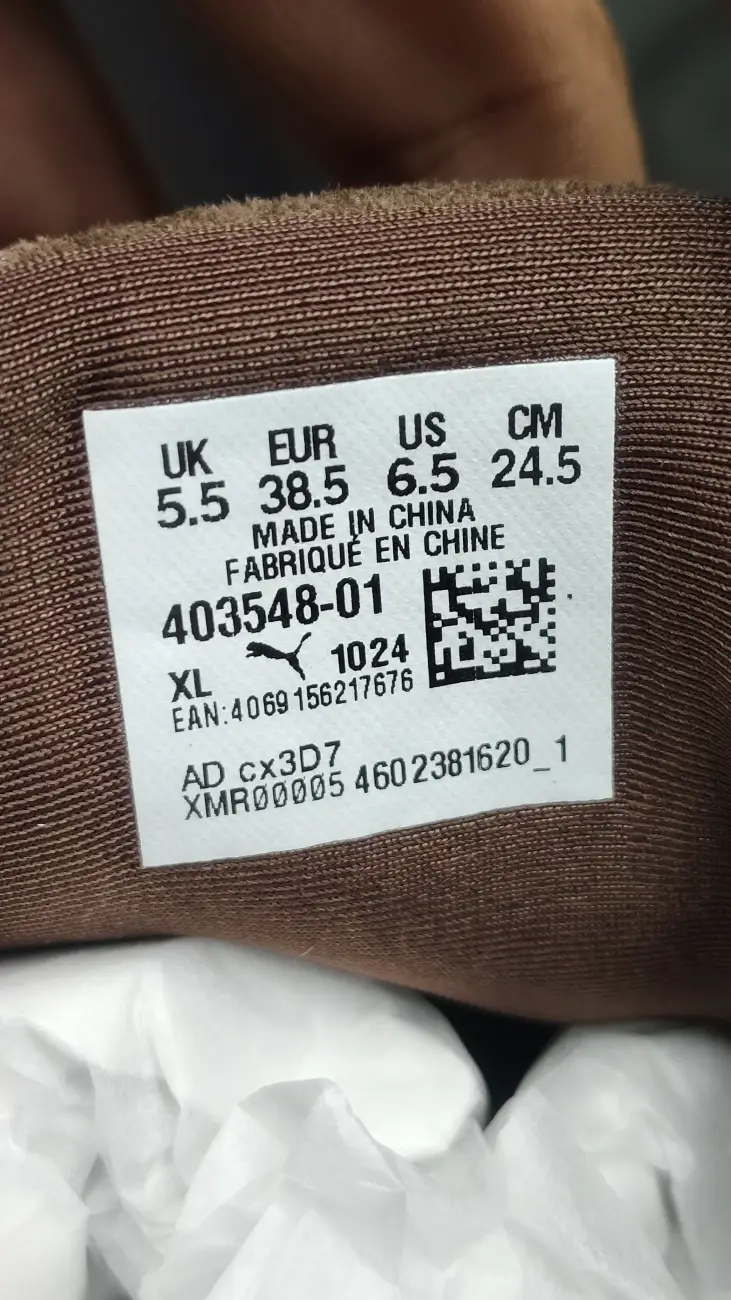 UK EUR US CM
5.5 38.5 6.5 24.5
MADE IN CHINA
FABRIQUÉ EN CHINE
403548-01
XL 1024
EAN:4069156217676
AD cx3D7
XMR00005 4602381620_1